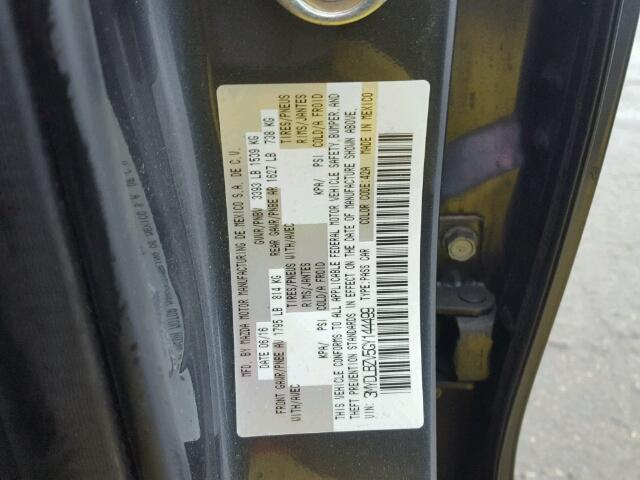 MFD. BY MAZDA MOTOR MANUFACTURING DE MEXICO S.A. DE C.V.
DATE 06/16 GVWR/PNBV 3393 LB 1539 KG
FRONT GAWR/PNBE AV 1795 LB 814 KG REAR GAWR/PNBE AR 1627 LB 738 KG
WITH/AVEC TIRES/PNEUS WITH/AVEC TIRES/PNEUS
RIMS/JANTES RIMS/JANTES
KPA/ PSI COLD/A FROID KPA/ PSI COLD/A FROID
THIS VEHICLE CONFORMS TO ALL APPLICABLE FEDERAL MOTOR VEHICLE SAFETY, BUMPER, AND
THEFT PREVENTION STANDARDS IN EFFECT ON THE DATE OF MANUFACTURE SHOWN ABOVE.
VIN: 3MYDLBZV5GY144499 TYPE:PASS CAR COLOR CODE:42A MADE IN MEXICO